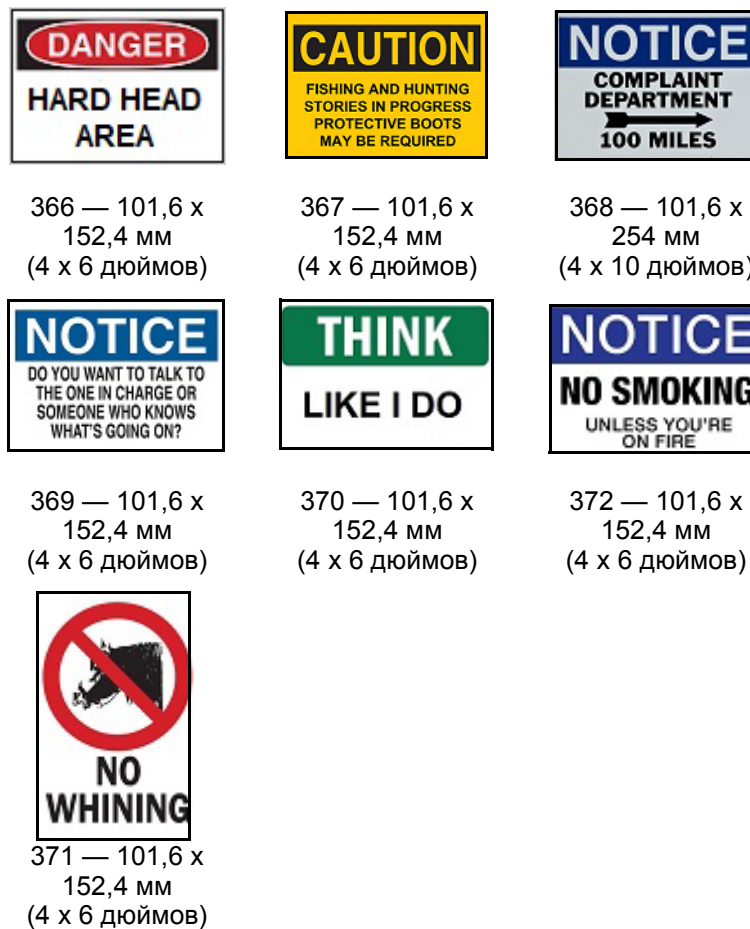 DANGER
HARD HEAD
AREA
366 — 101,6 x
152,4 мм
(4 x 6 дюймов)
CAUTION
FISHING AND HUNTING
STORIES IN PROGRESS
PROTECTIVE BOOTS
MAY BE REQUIRED
367 — 101,6 x
152,4 мм
(4 x 6 дюймов)
NOTICE
COMPLAINT
DEPARTMENT
100 MILES
368 — 101,6 x
254 мм
(4 x 10 дюймов)
NOTICE
DO YOU WANT TO TALK TO
THE ONE IN CHARGE OR
SOMEONE WHO KNOWS
WHAT'S GOING ON?
369 — 101,6 x
152,4 мм
(4 x 6 дюймов)
THINK
LIKE I DO
370 — 101,6 x
152,4 мм
(4 x 6 дюймов)
NOTICE
NO SMOKING
UNLESS YOU'RE
ON FIRE
372 — 101,6 x
152,4 мм
(4 x 6 дюймов)
NO
WHINING
371 — 101,6 x
152,4 мм
(4 x 6 дюймов)